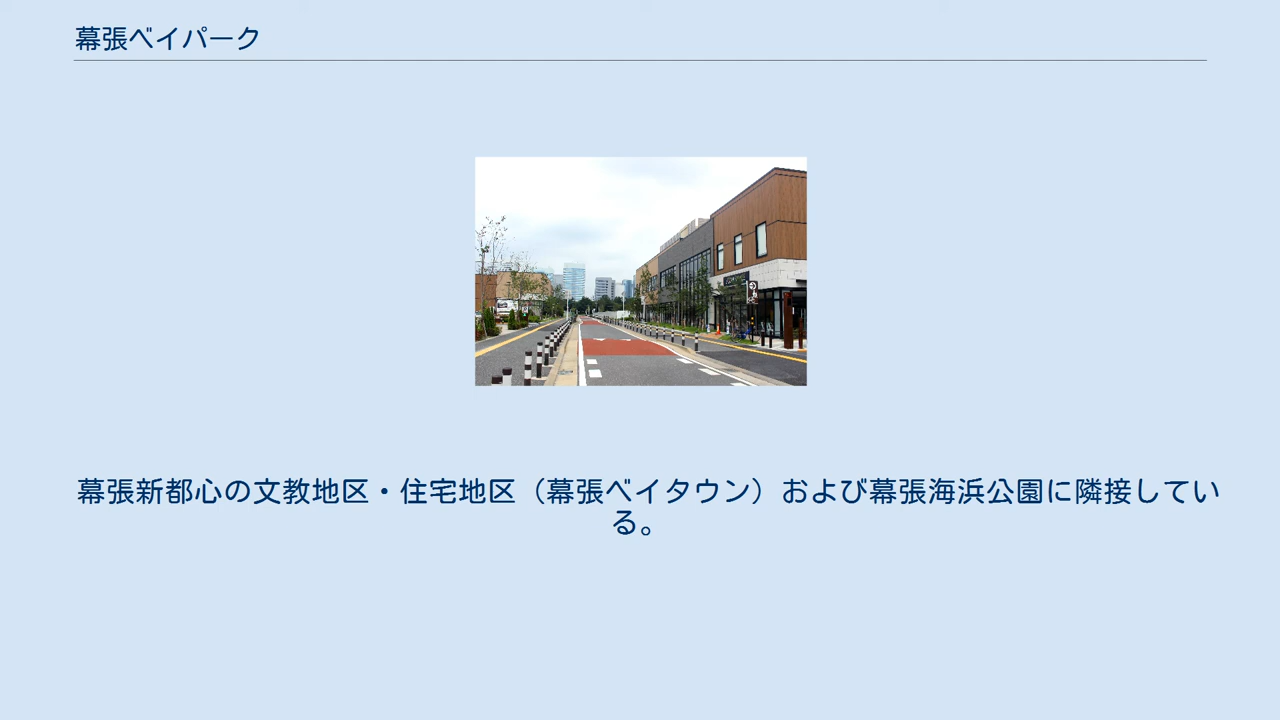 幕張ベイパーク
幕張新都心の文教地区・住宅地区（幕張ベイタウン）および幕張海浜公園に隣接してい
る。